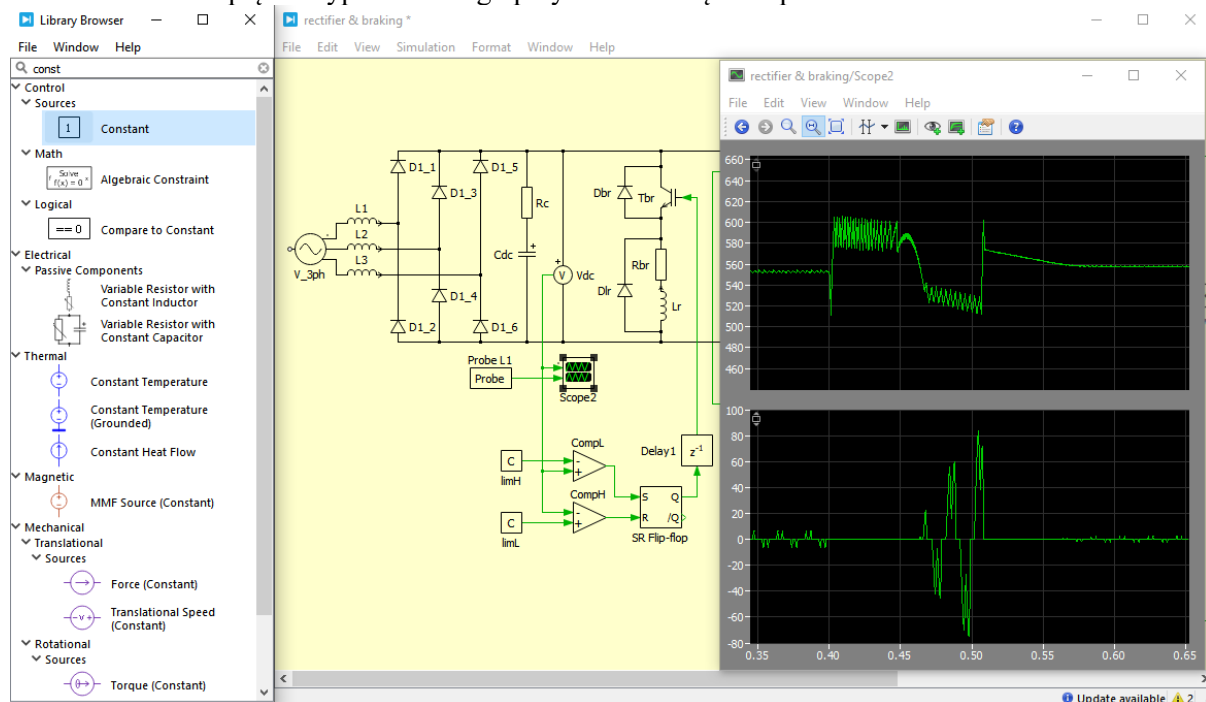 Library Browser
File Window Help
const
Control
Sources
1 Constant
Math
Solve
f(x) = 0
Algebraic Constraint
Logical
== 0 Compare to Constant
Electrical
Passive Components
Variable Resistor with
Constant Inductor
Variable Resistor with
Constant Capacitor
Thermal
Constant Temperature
Constant Temperature
(Grounded)
Constant Heat Flow
Magnetic
MMF Source (Constant)
Mechanical
Translational
Sources
Force (Constant)
Translational Speed
(Constant)
Rotational
Sources
Torque (Constant)
rectifier & braking *
File Edit View Simulation Format Window Help
D1_1 D1_5
D1_3
L1
L2
L3
V_3ph
D1_4
D1_2 D1_6
Rc
Cdc
V Vdc
Dbr Tbr
Rbr
Dlr Lr
Probe L1
Probe
Scope2
CompL
Delay1
z-1
C
limH
CompH
C
limL
S Q
R /Q
SR Flip-flop
rectifier & braking/Scope2
File Edit View Window Help
660
640
620
600
580
560
540
520
500
480
460
100
80
60
40
20
0
-20
-40
-60
-80
0.35 0.40 0.45 0.50 0.55 0.60 0.65
Update available 2